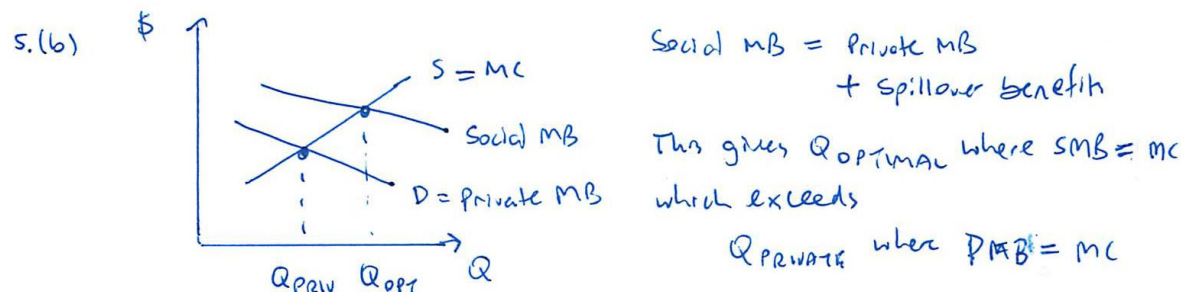 5.(b)
$
S = MC
Social MB
D = Private MB
QPRIV QOPT Q
Social MB = Private MB
+ spillover benefits
This gives QOPTIMAL where SMB = MC
which exceeds
QPRIVATE where PMB = MC